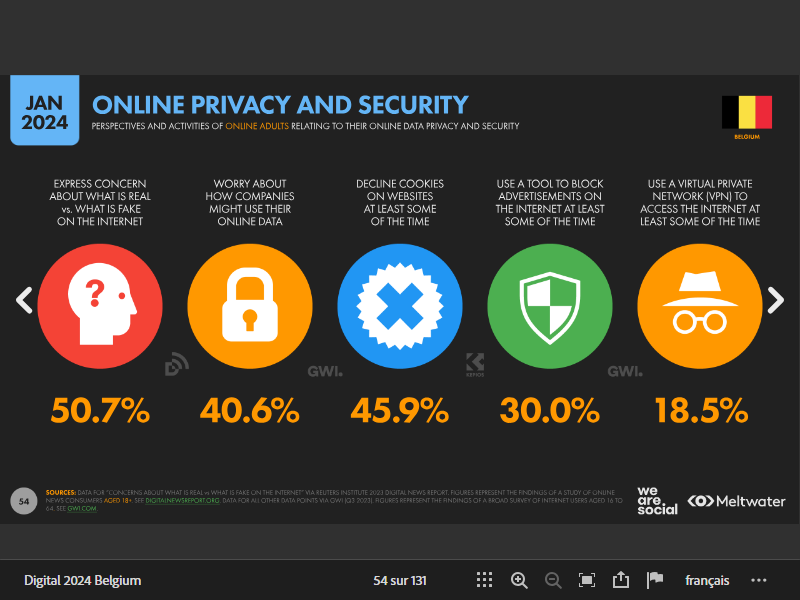 JAN
2024
ONLINE PRIVACY AND SECURITY
PERSPECTIVES AND ACTIVITIES OF ONLINE ADULTS RELATING TO THEIR ONLINE DATA PRIVACY AND SECURITY
BELGIUM
EXPRESS CONCERN
ABOUT WHAT IS REAL
vs. WHAT IS FAKE
ON THE INTERNET
WORRY ABOUT
HOW COMPANIES
MIGHT USE THEIR
ONLINE DATA
DECLINE COOKIES
ON WEBSITES
AT LEAST SOME
OF THE TIME
USE A TOOL TO BLOCK
ADVERTISEMENTS ON
THE INTERNET AT LEAST
SOME OF THE TIME
USE A VIRTUAL PRIVATE
NETWORK (VPN) TO
ACCESS THE INTERNET AT
LEAST SOME OF THE TIME
?
GWI.
KEPIOS
GWI.
50.7%
40.6%
45.9%
30.0%
18.5%
54
SOURCES: DATA FOR "CONCERNS ABOUT WHAT IS REAL vs WHAT IS FAKE ON THE INTERNET" VIA REUTERS INSTITUTE 2023 DIGITAL NEWS REPORT. FIGURES REPRESENT THE FINDINGS OF A STUDY OF ONLINE
NEWS CONSUMERS AGED 18+. SEE DIGITALNEWSREPORT.ORG. DATA FOR ALL OTHER DATA POINTS VIA GWI (Q3 2023). FIGURES REPRESENT THE FINDINGS OF A BROAD SURVEY OF INTERNET USERS AGED 16 TO
64. SEE GWI.COM.
we
are.
social
Meltwater
Digital 2024 Belgium
54 sur 131
français